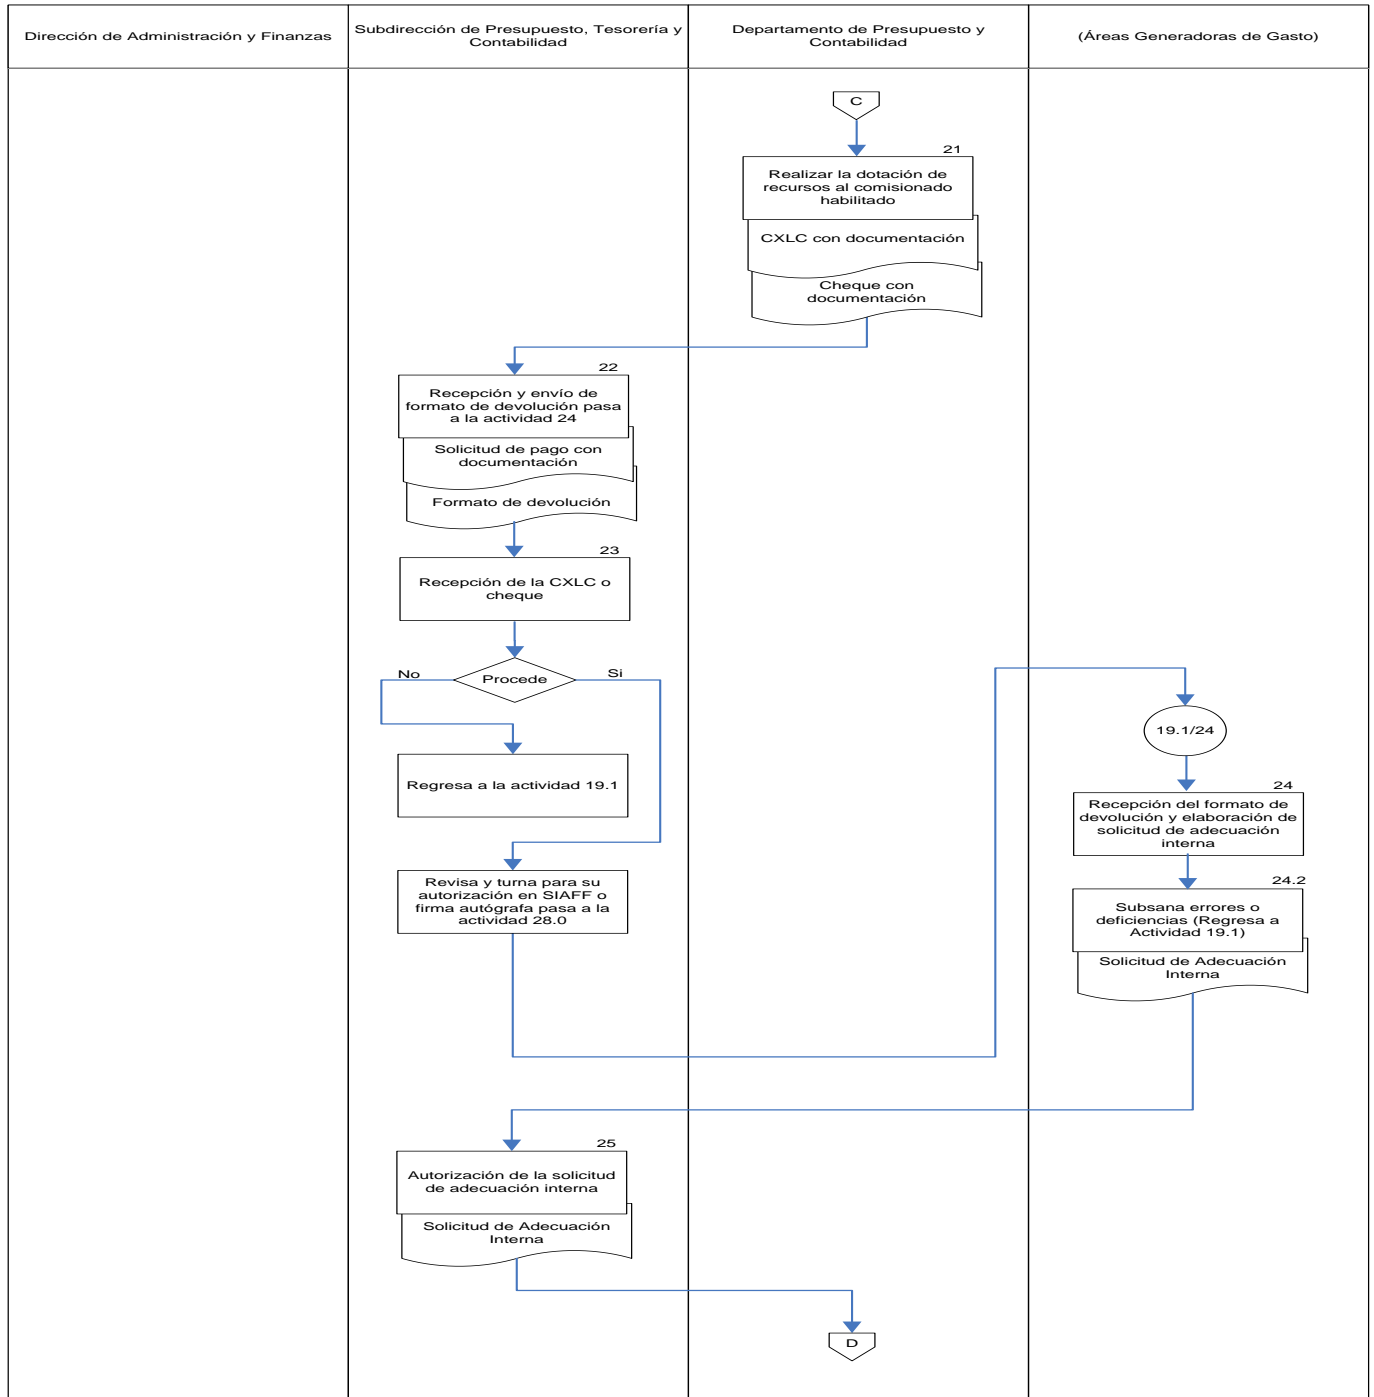 Dirección de Administración y Finanzas
Subdirección de Presupuesto, Tesorería y
Contabilidad
Departamento de Presupuesto y
Contabilidad
(Áreas Generadoras de Gasto)
C
21
Realizar la dotación de
recursos al comisionado
habilitado
CXLC con documentación
Cheque con
documentación
22
Recepción y envío de
formato de devolución pasa
a la actividad 24
Solicitud de pago con
documentación
Formato de devolución
23
Recepción de la CXLC o
cheque
No
Procede
Si
Regresa a la actividad 19.1
Revisa y turna para su
autorización en SIAFF o
firma autógrafa pasa a la
actividad 28.0
19.1/24
24
Recepción del formato de
devolución y elaboración de
solicitud de adecuación
interna
24.2
Subsana errores o
deficiencias (Regresa a
Actividad 19.1)
Solicitud de Adecuación
Interna
25
Autorización de la solicitud
de adecuación interna
Solicitud de Adecuación
Interna
D